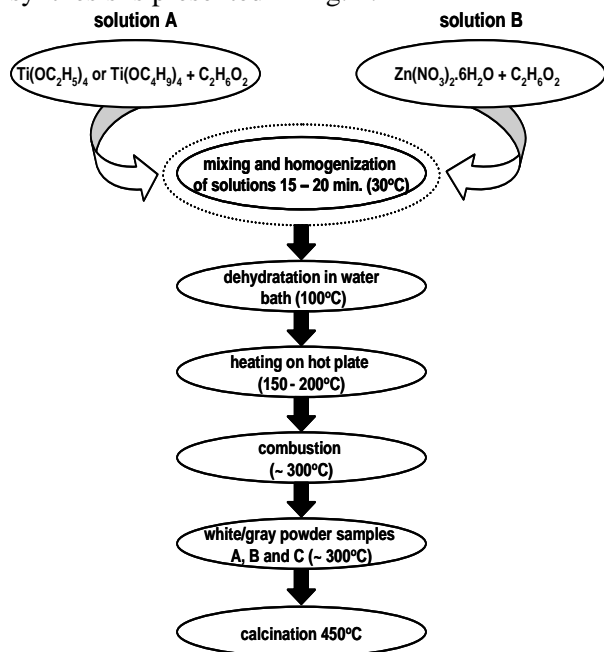 solution A
solution B
Ti(OC₂H₅)₄ or Ti(OC₄H₉)₄ + C₂H₆O₂
Zn(NO₃)₂.6H₂O + C₂H₆O₂
mixing and homogenization
of solutions 15 – 20 min. (30ºC)
dehydratation in water
bath (100ºC)
heating on hot plate
(150 - 200ºC)
combustion
(~ 300ºC)
white/gray powder samples
A, B and C (~ 300ºC)
calcination 450ºC